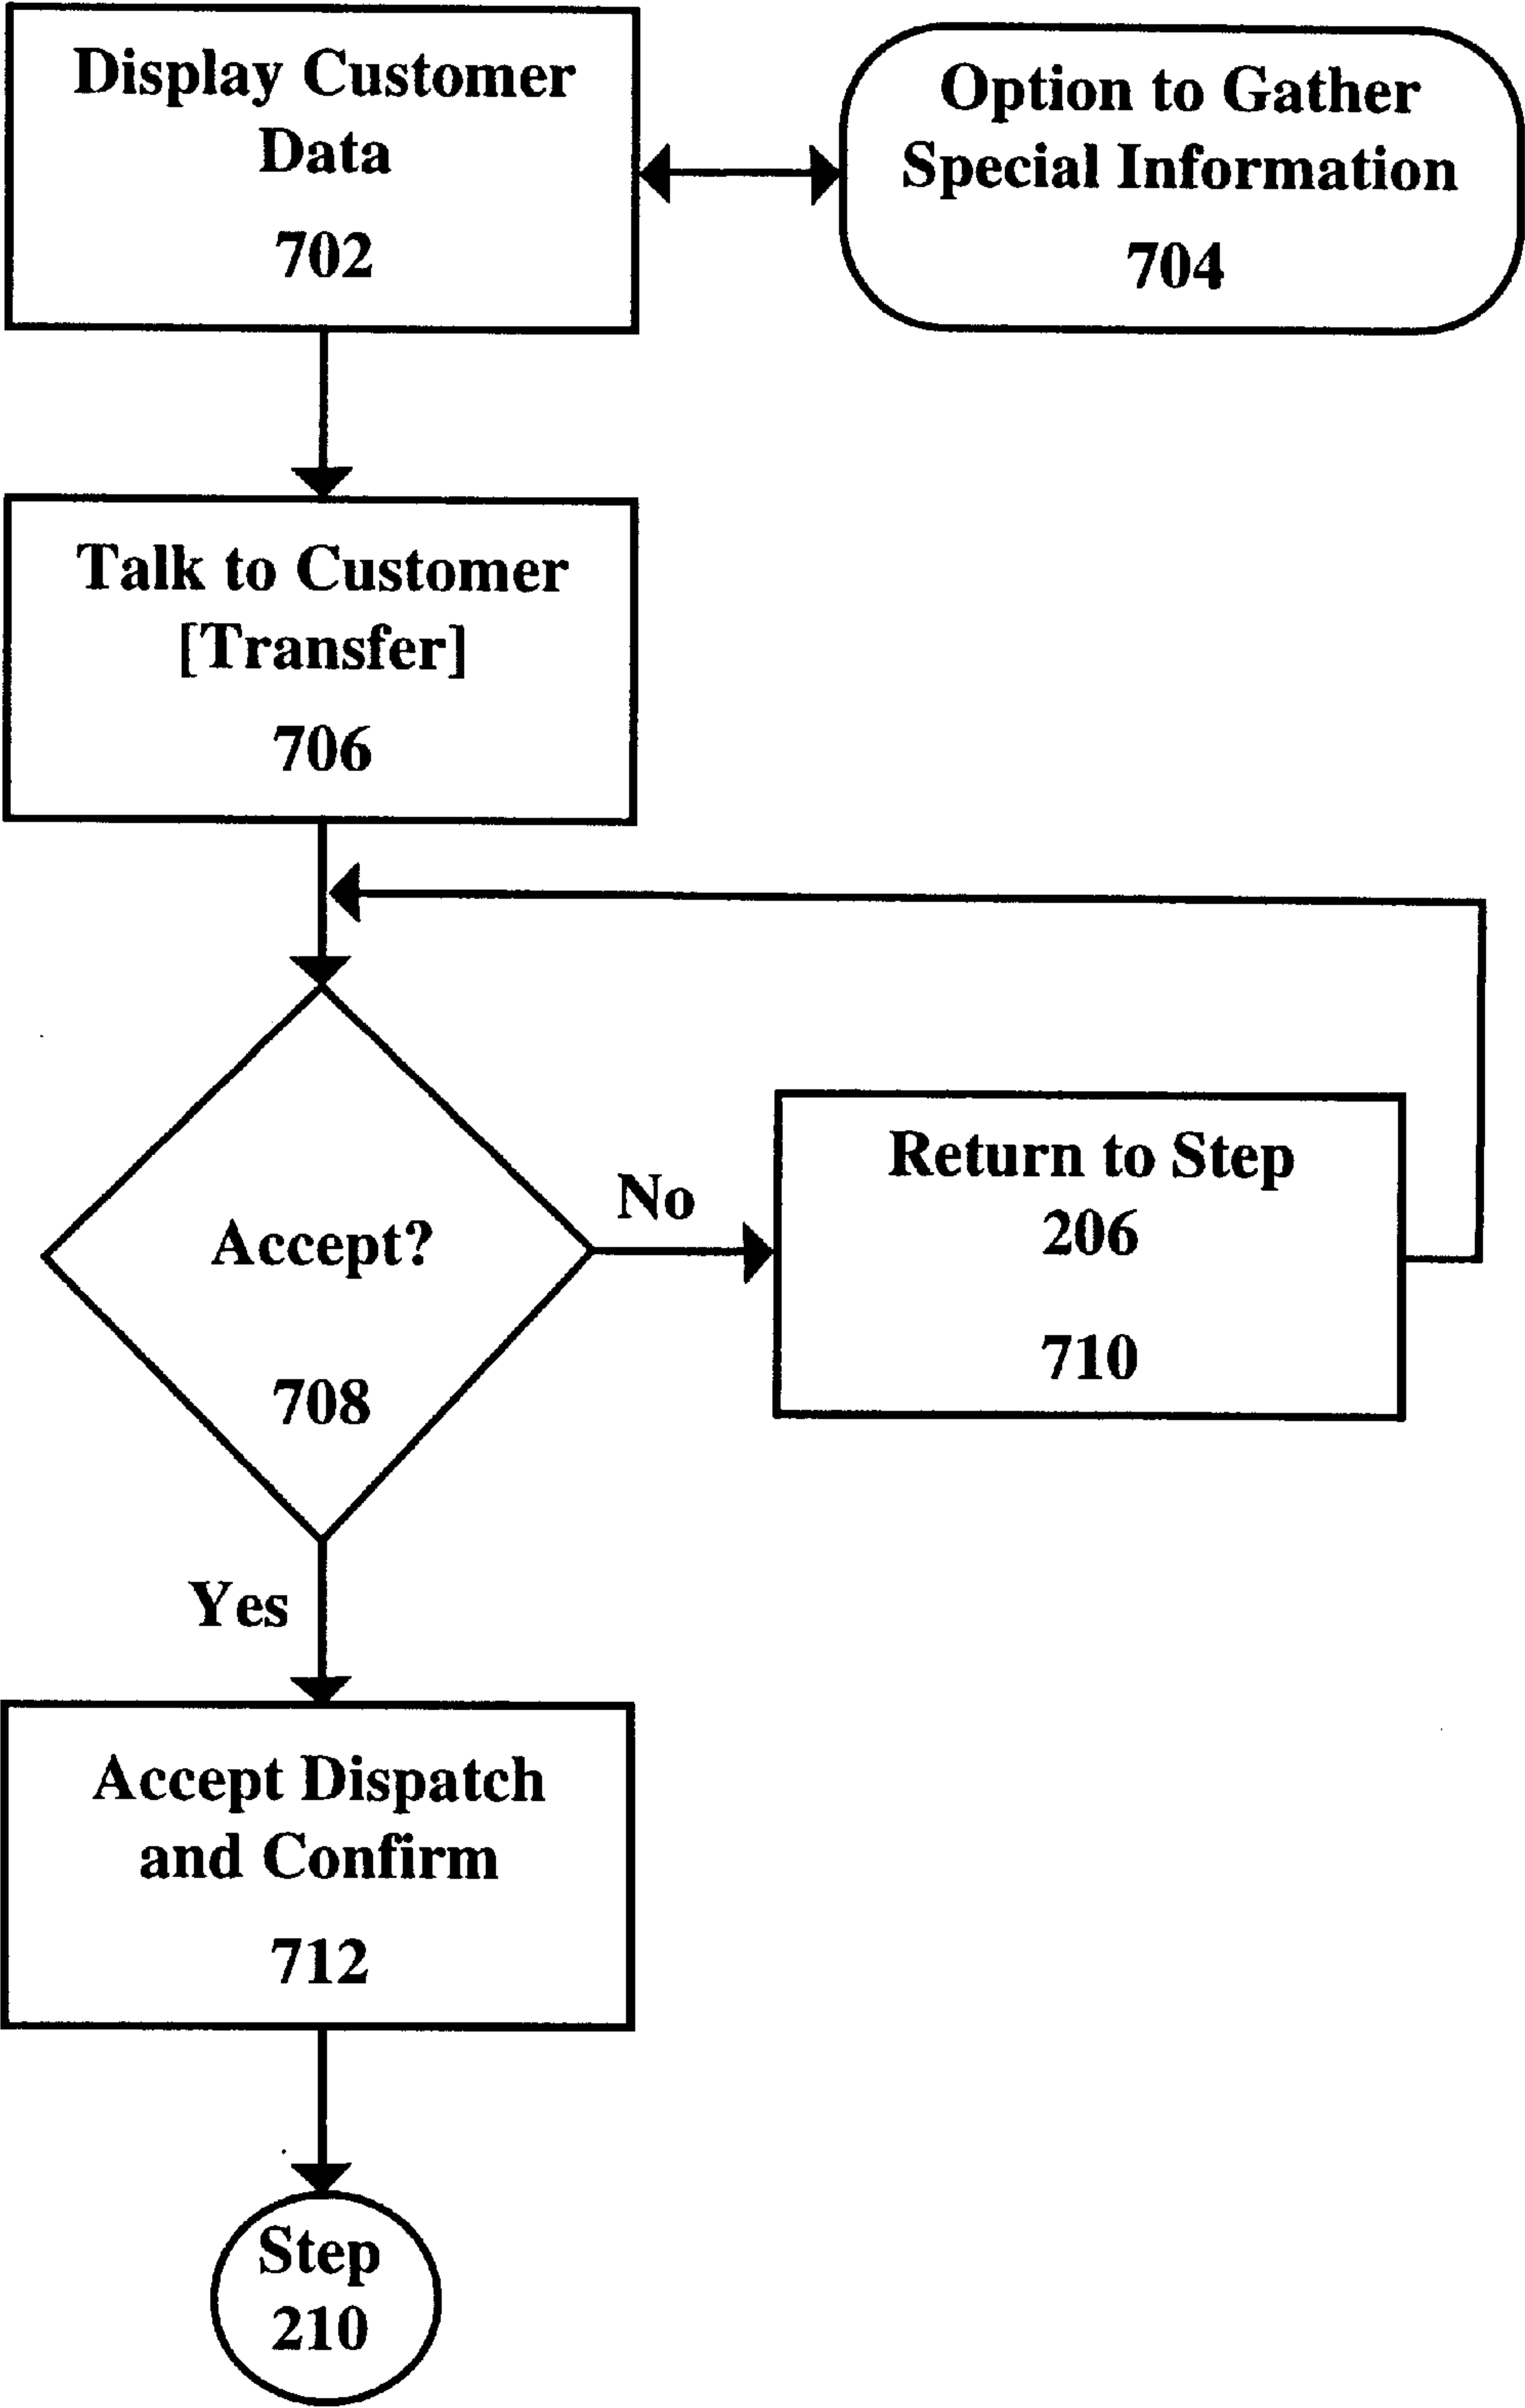 Display Customer
Data
702
Option to Gather
Special Information
704
Talk to Customer
[Transfer]
706
Accept?
708
No
Return to Step
206
710
Yes
Accept Dispatch
and Confirm
712
Step
210